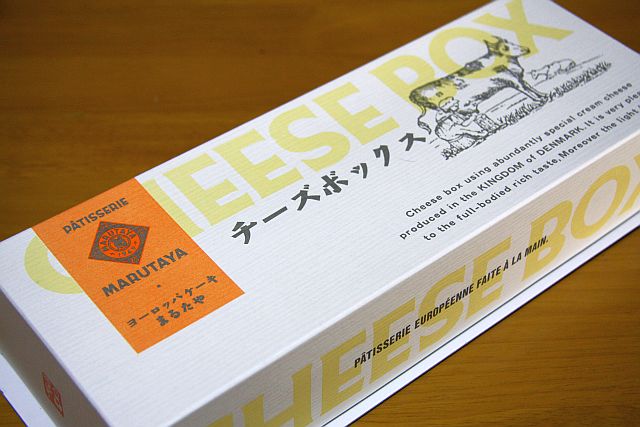 CHEESE BOX
チーズボックス
Cheese box using abundantly special cream cheese
produced in the KINGDOM of DENMARK. It is very
to the full-bodied rich taste. Moreover the light
PÂTISSERIE
MARUTAYA
MARUTAYA
ヨーロッパケーキ
まるたや
PÂTISSERIE EUROPÉENNE FAITE À LA MAIN.
CHEESE BOX